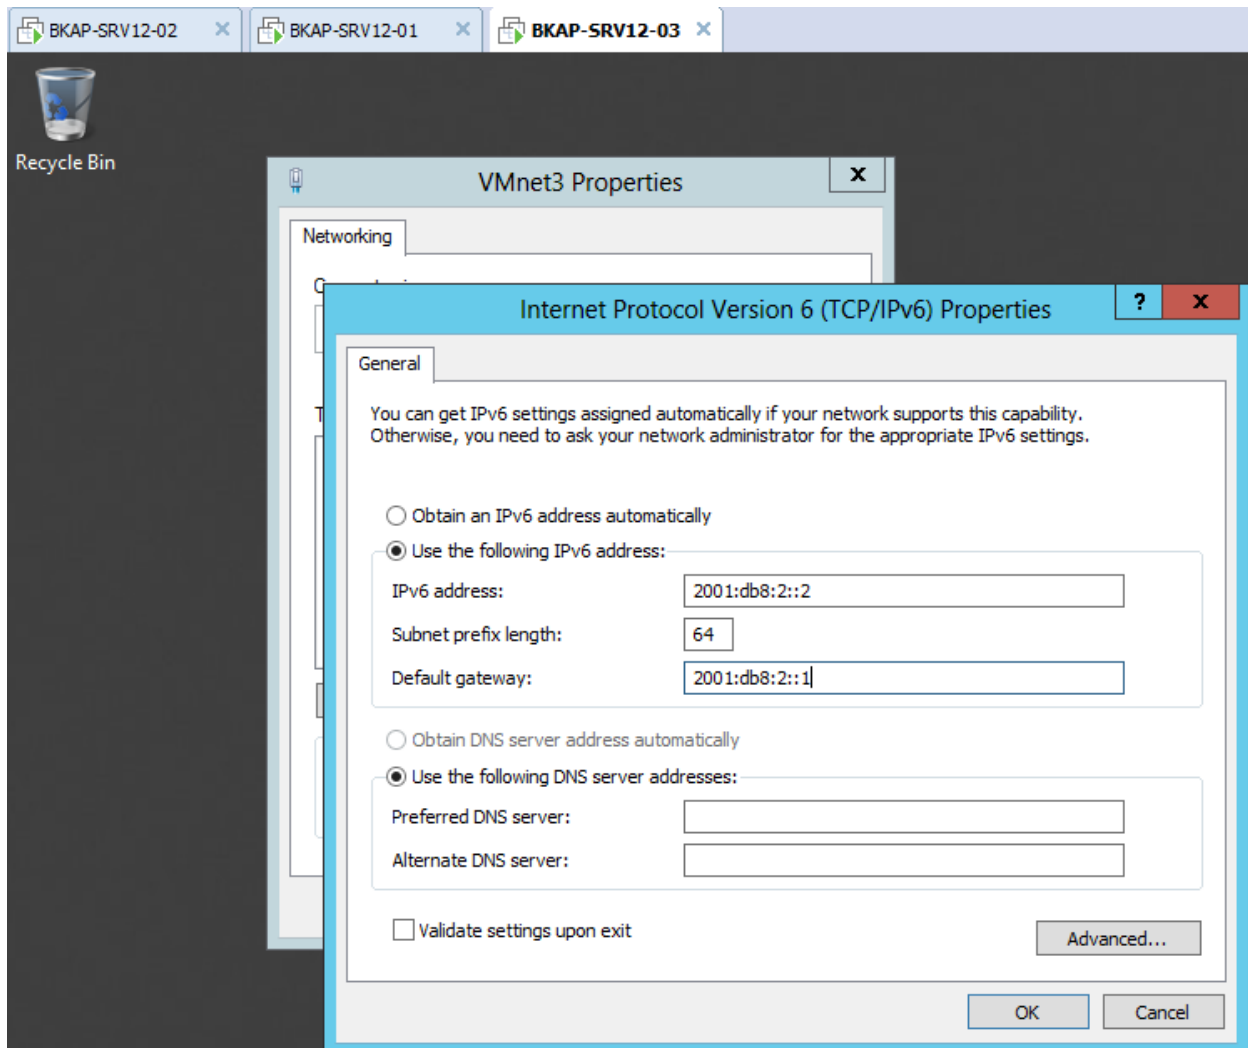 BKAP-SRV12-02
BKAP-SRV12-01
BKAP-SRV12-03
Recycle Bin
VMnet3 Properties
X
Networking
Internet Protocol Version 6 (TCP/IPv6) Properties
?
X
General
You can get IPv6 settings assigned automatically if your network supports this capability.
Otherwise, you need to ask your network administrator for the appropriate IPv6 settings.
Obtain an IPv6 address automatically
Use the following IPv6 address:
IPv6 address:
2001:db8:2::2
Subnet prefix length:
64
Default gateway:
2001:db8:2::1
Obtain DNS server address automatically
Use the following DNS server addresses:
Preferred DNS server:
Alternate DNS server:
Validate settings upon exit
Advanced...
OK
Cancel